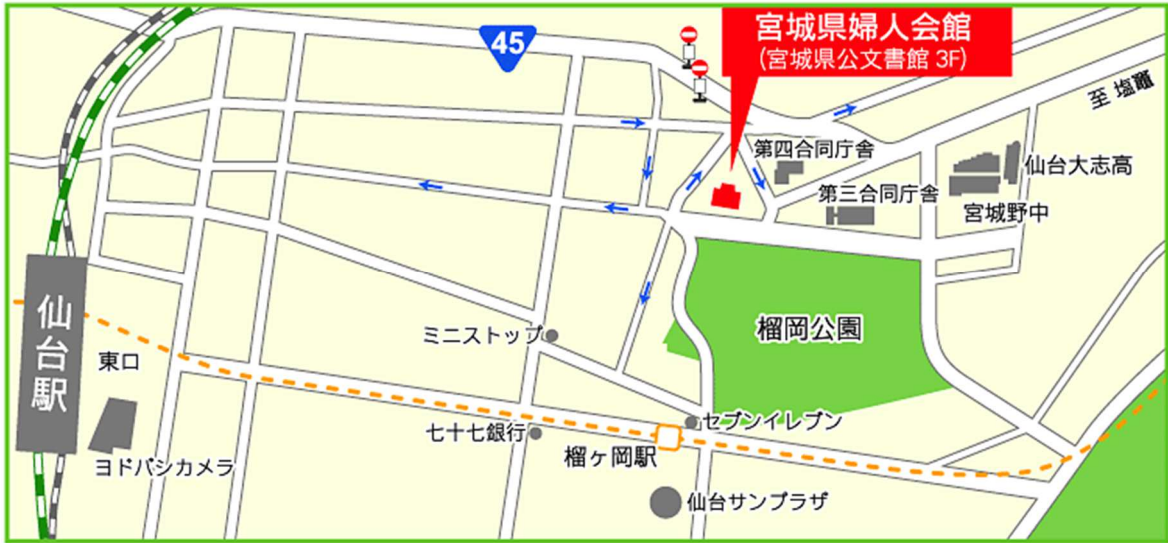 宮城県婦人会館
(宮城県公文書館 3F)
45
至 塩竈
第四合同庁舎
仙台大志高
第三合同庁舎
宮城野中
仙台駅
東口
ミニストップ
榴岡公園
セブンイレブン
七十七銀行
榴ヶ岡駅
ヨドバシカメラ
仙台サンプラザ